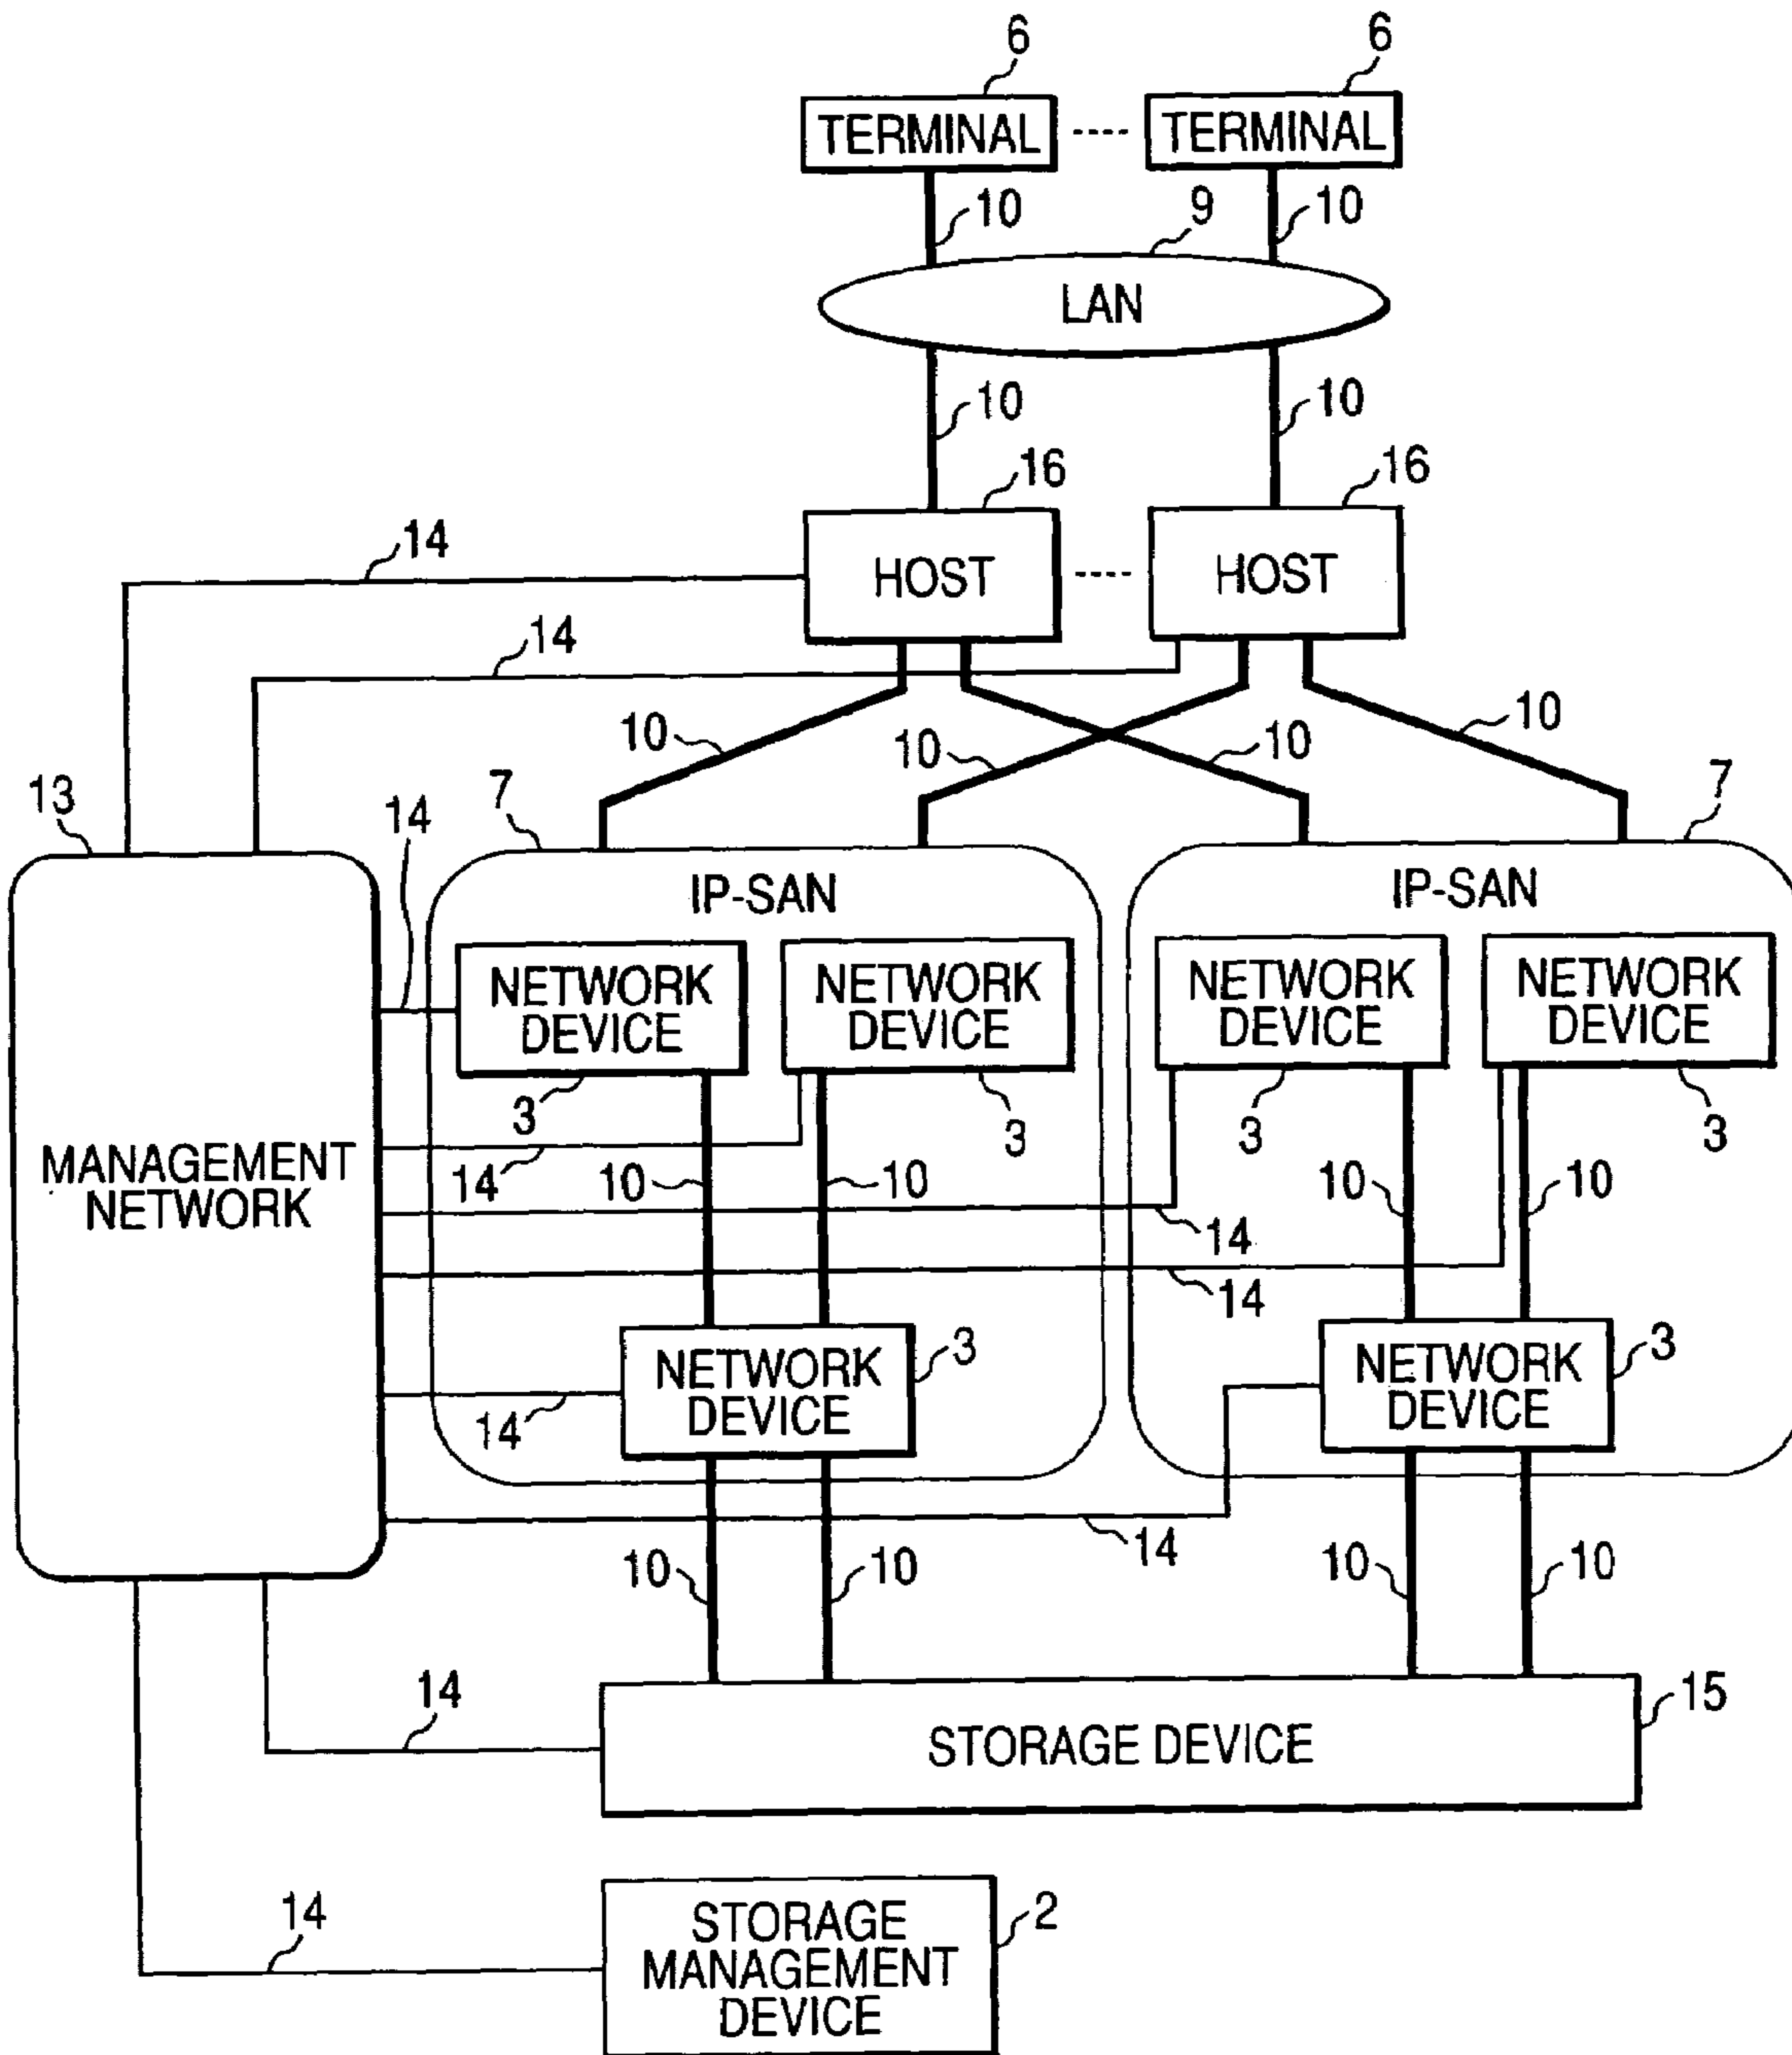 6 6
TERMINAL ---- TERMINAL
10 9 10
LAN
10 10
16 16
14
HOST ---- HOST
14
10 10 10 10
13 14 7 7
IP-SAN IP-SAN
NETWORK DEVICE
NETWORK DEVICE
NETWORK DEVICE
NETWORK DEVICE
3 3 3 3
MANAGEMENT
NETWORK
14 10 10 10 10
14
14
NETWORK DEVICE 3
NETWORK DEVICE 3
14
14
10 10 10 10
14 15
STORAGE DEVICE
14 2
STORAGE
MANAGEMENT
DEVICE